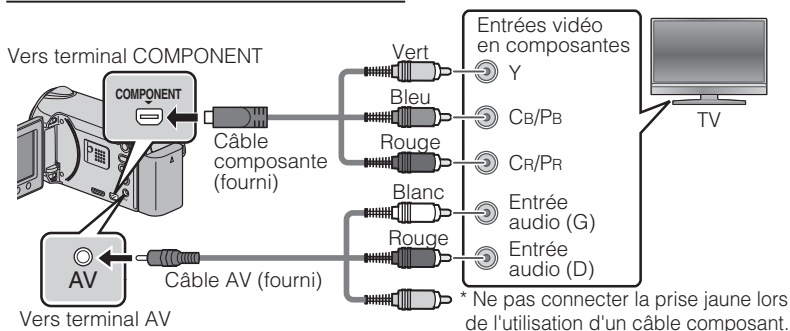 Vers terminal COMPONENT
COMPONENT
Câble
composante
(fourni)
Vert
Bleu
Rouge
Entrées vidéo
en composantes
Y
CB/PB
CR/PR
TV
Blanc
Rouge
Entrée
audio (G)
Entrée
audio (D)
AV
Câble AV (fourni)
Vers terminal AV
* Ne pas connecter la prise jaune lors
de l'utilisation d'un câble composant.